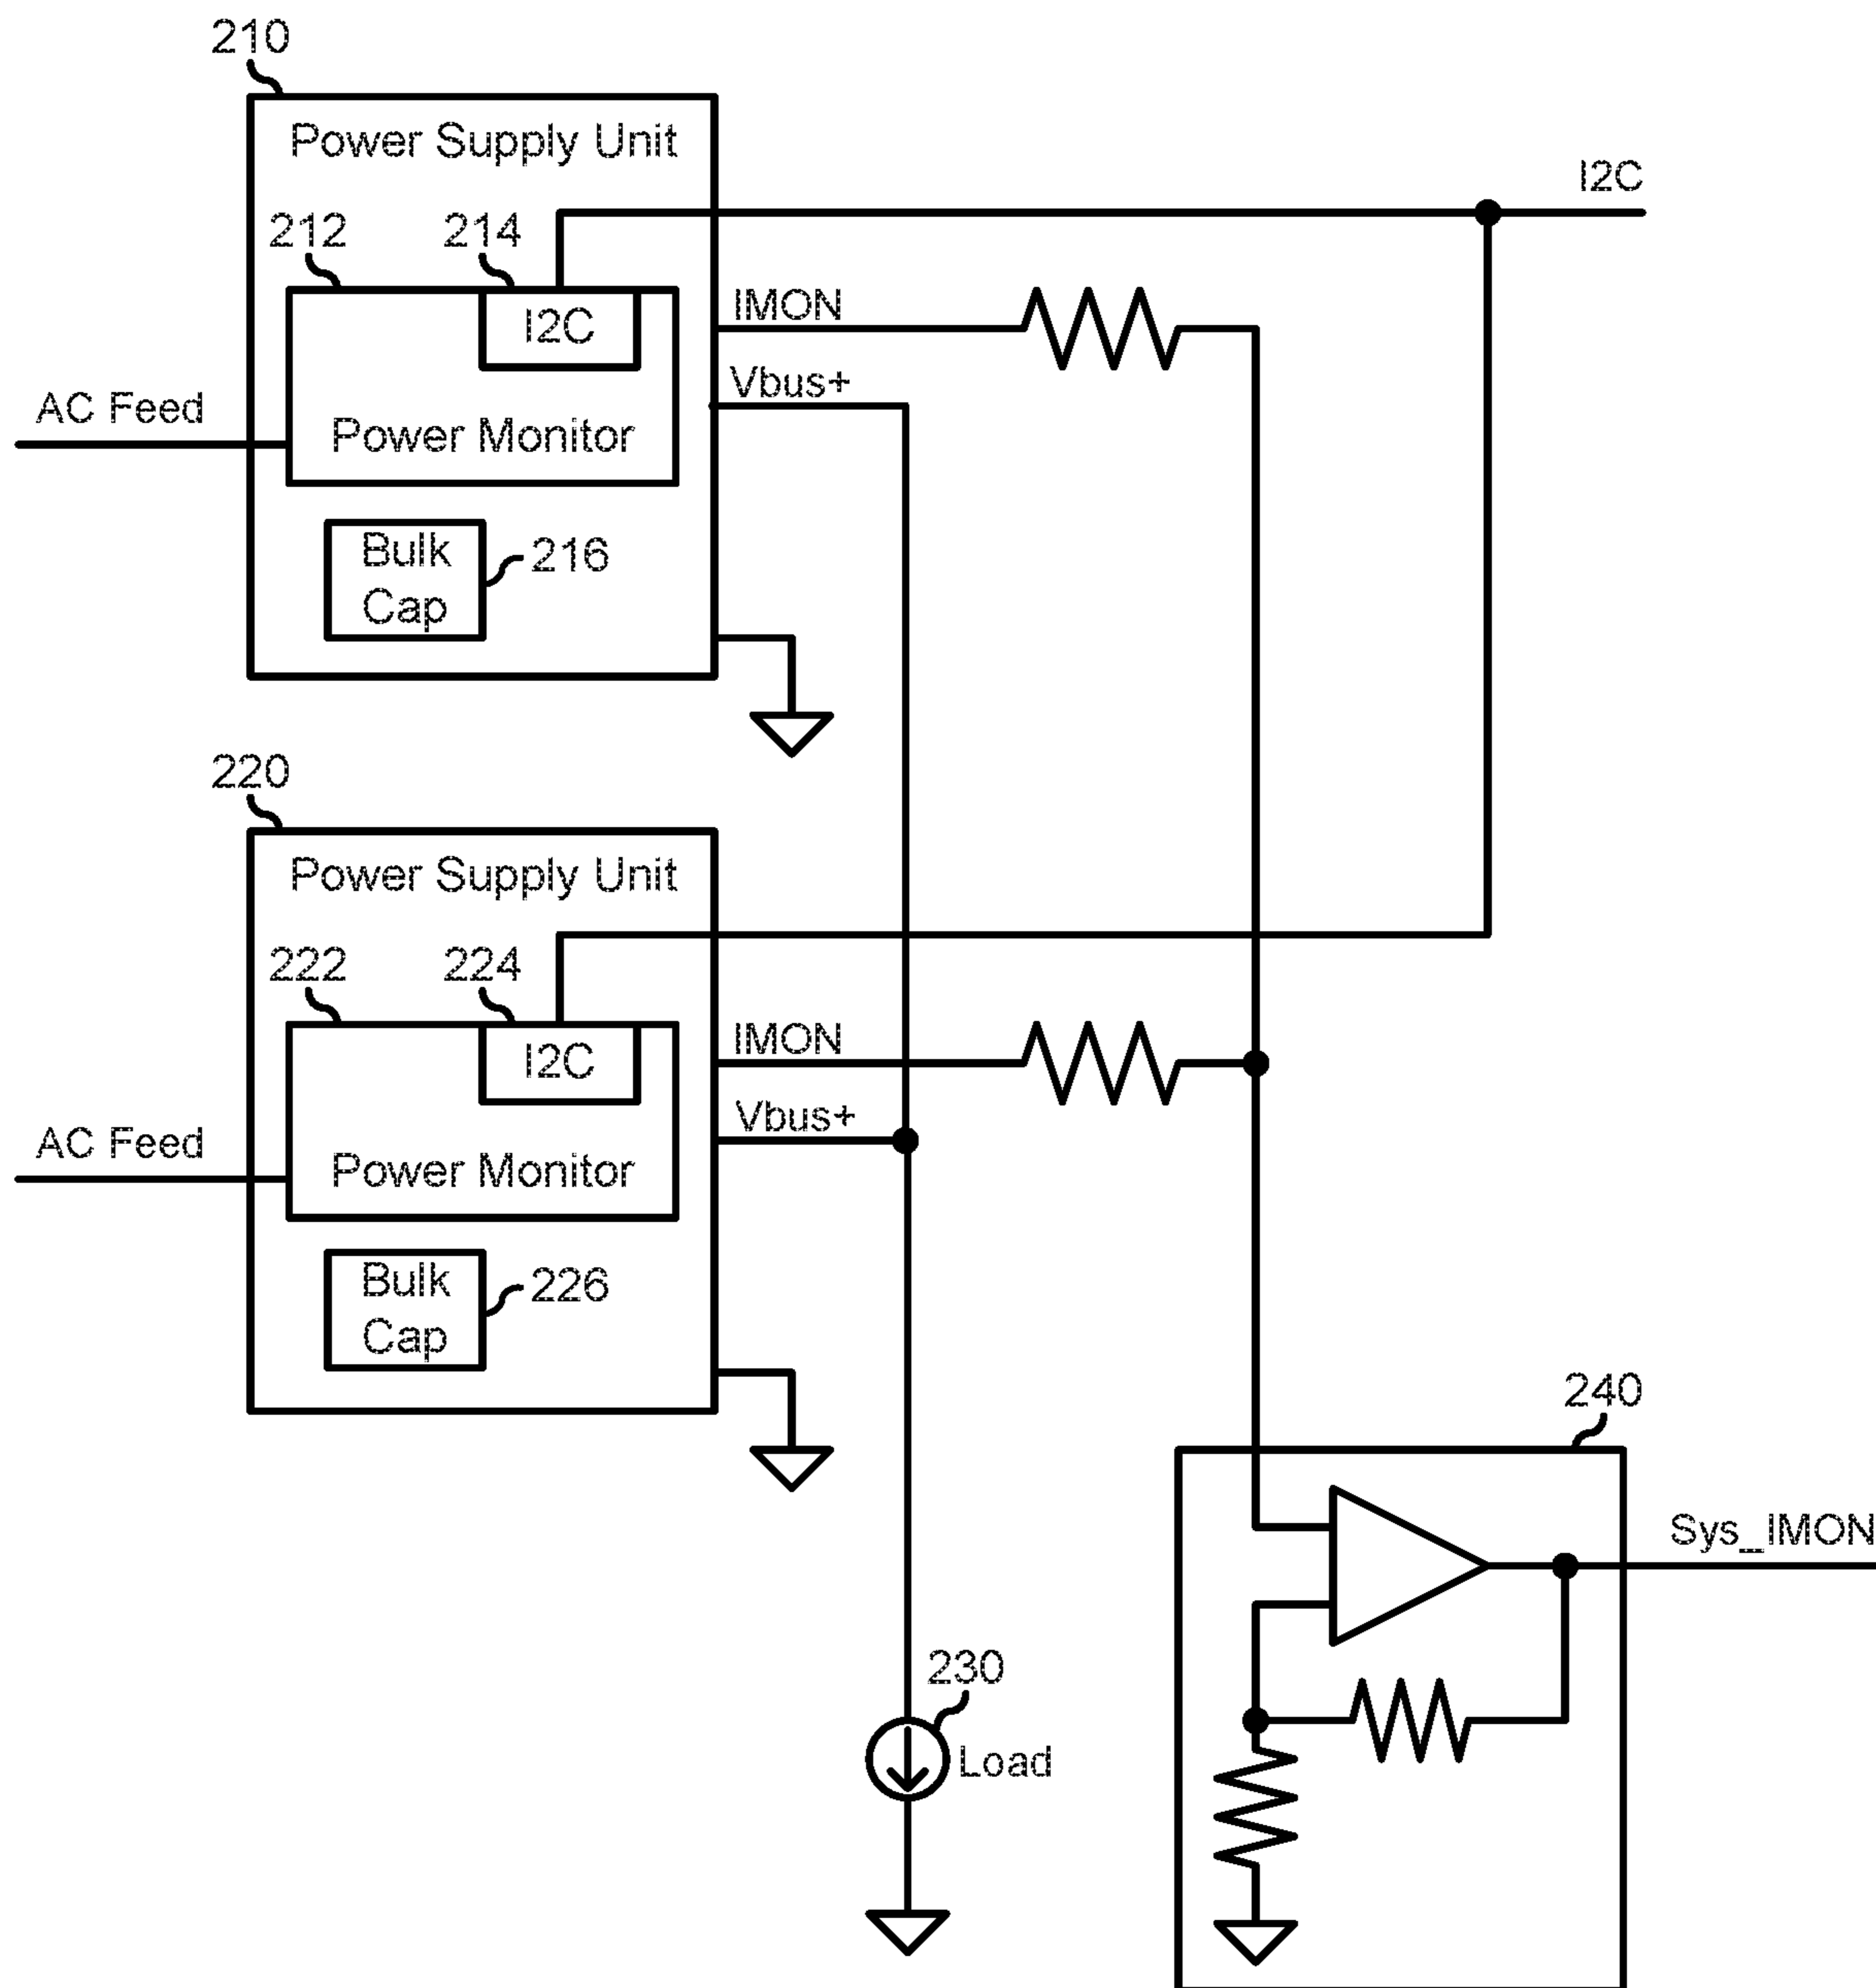 210
Power Supply Unit
I2C
212
214
I2C
IMON
Vbus+
AC Feed
Power Monitor
Bulk
Cap
216
220
Power Supply Unit
222
224
I2C
IMON
Vbus+
AC Feed
Power Monitor
Bulk
Cap
226
240
Sys_IMON
230
Load